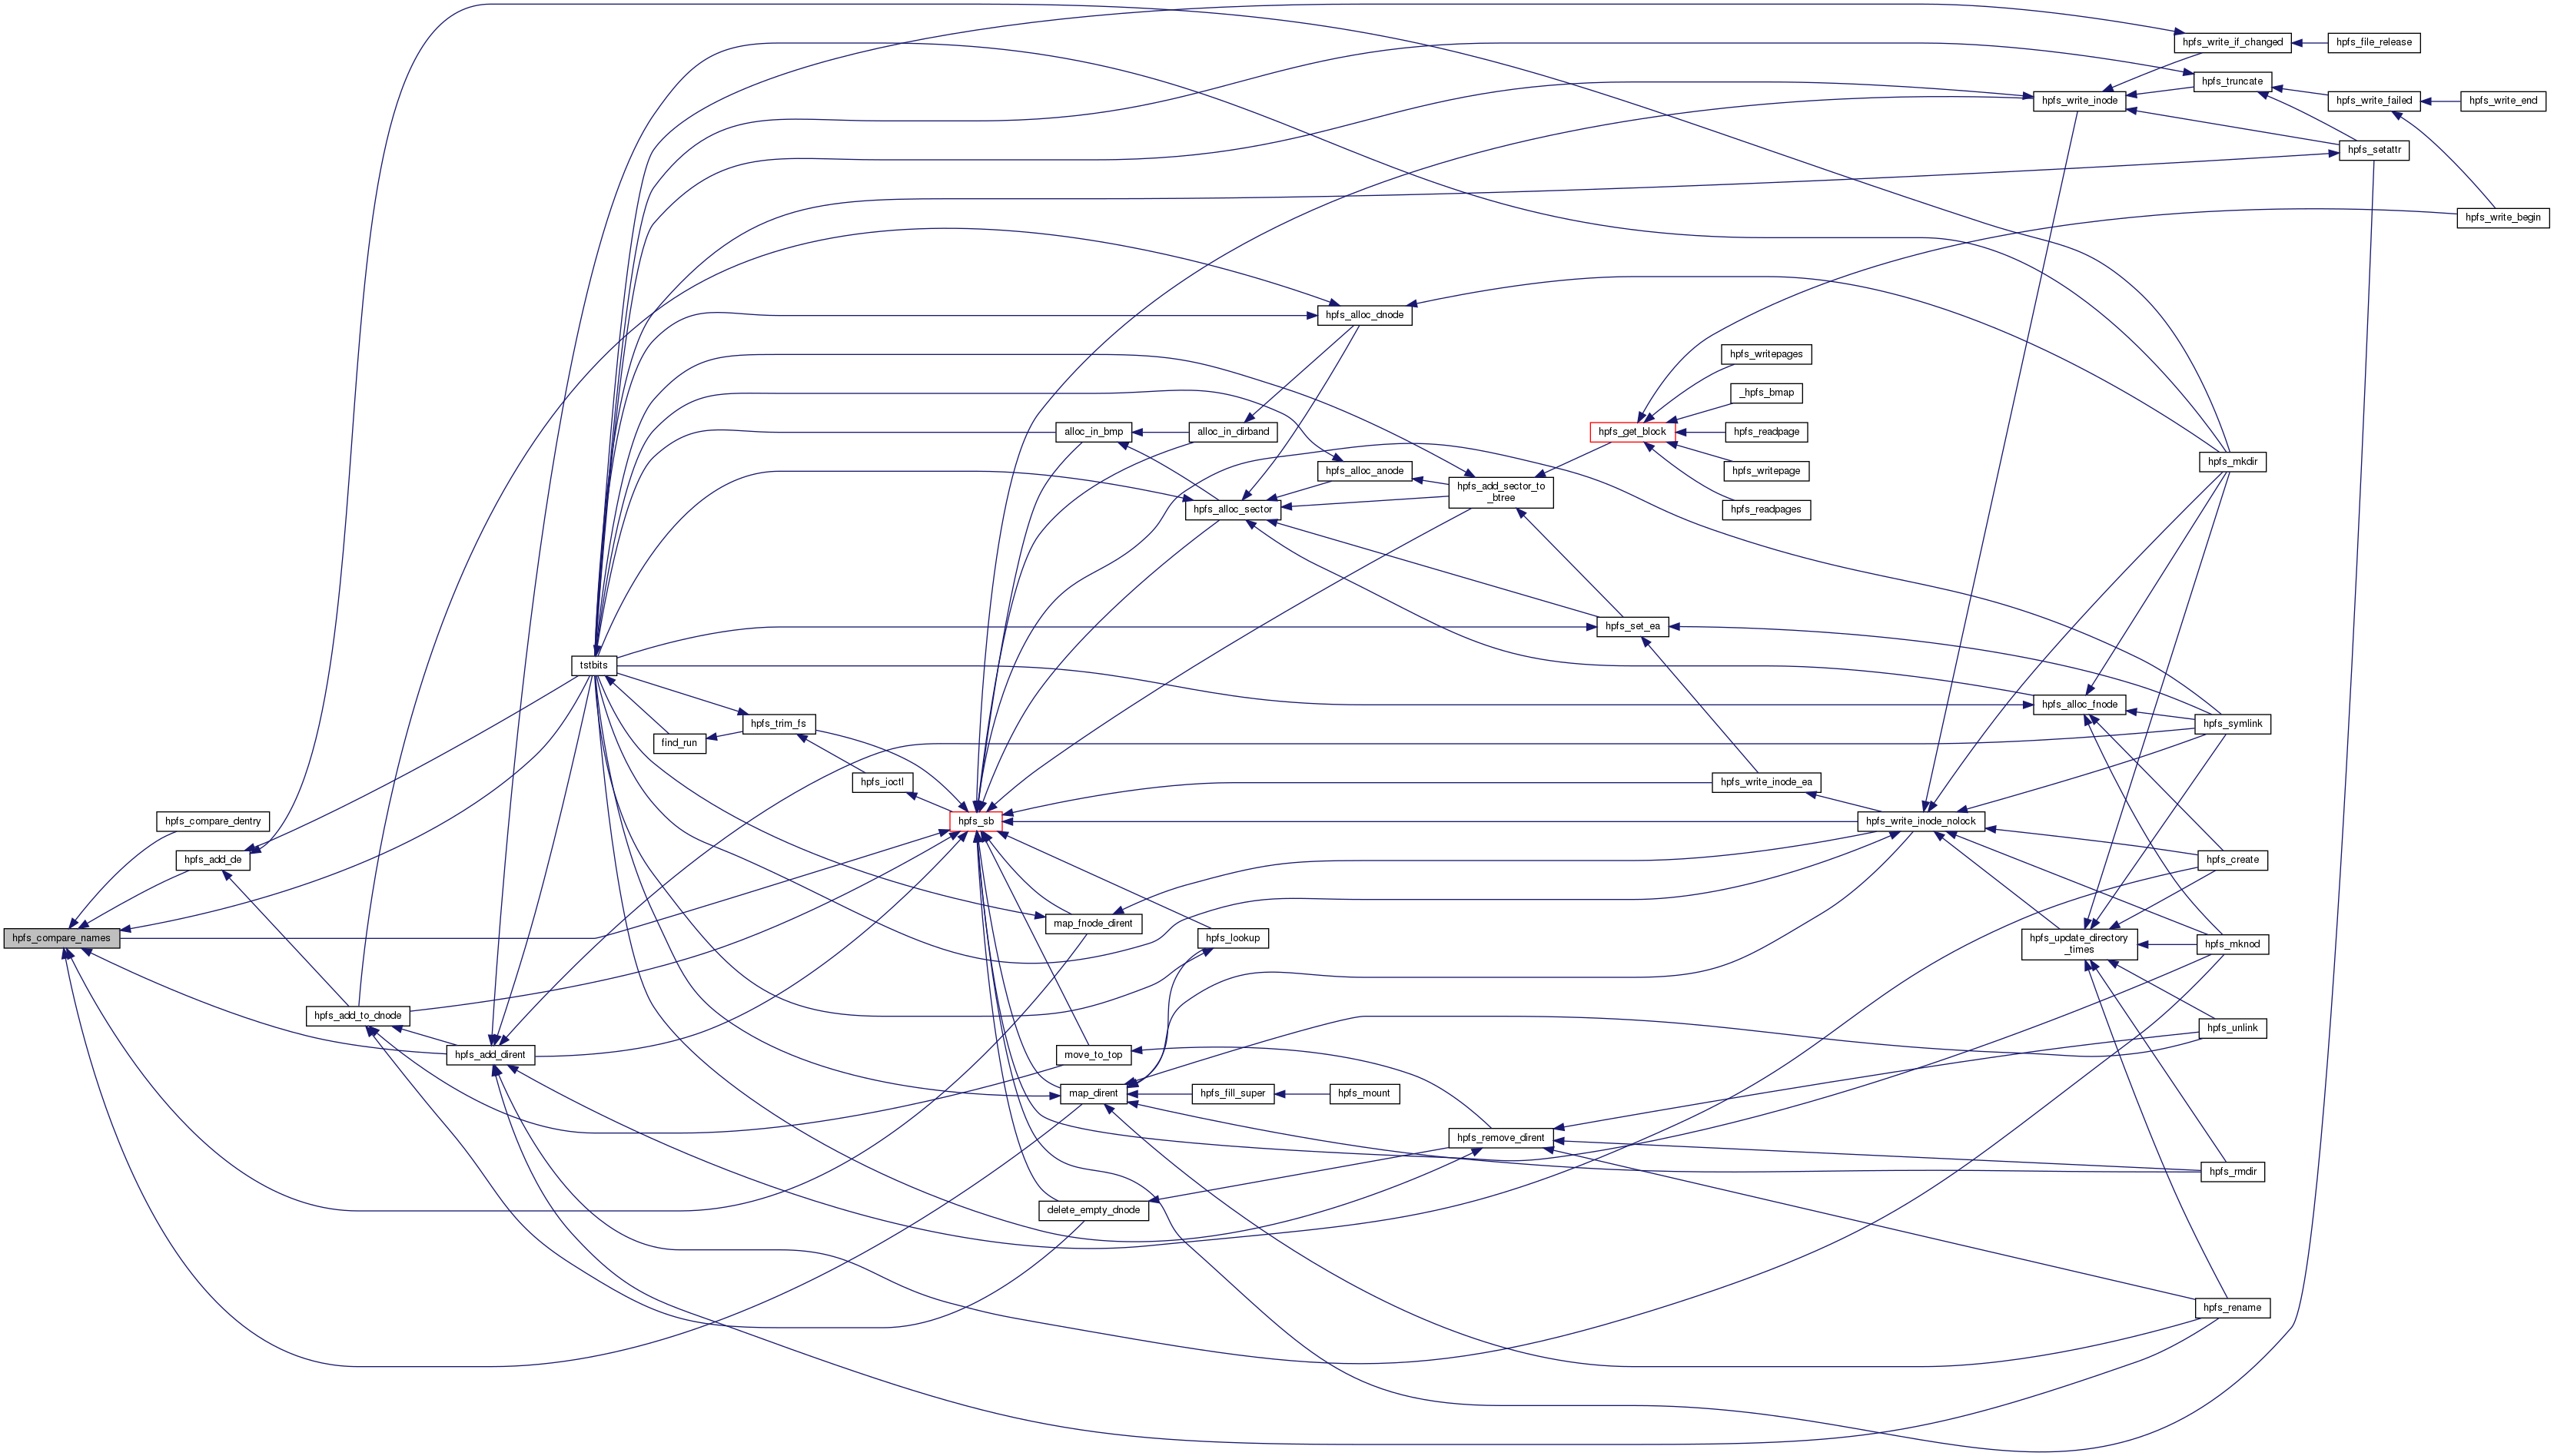 hpfs_write_if_changed
hpfs_file_release
hpfs_truncate
hpfs_write_inode
hpfs_write_failed
hpfs_write_end
hpfs_setattr
hpfs_write_begin
hpfs_alloc_dnode
hpfs_writepages
_hpfs_bmap
alloc_in_bmp
alloc_in_dirband
hpfs_get_block
hpfs_readpage
hpfs_mkdir
hpfs_alloc_anode
hpfs_writepage
hpfs_add_sector_to
_btree
hpfs_alloc_sector
hpfs_readpages
hpfs_set_ea
tstbits
hpfs_alloc_fnode
hpfs_trim_fs
hpfs_symlink
find_run
hpfs_ioctl
hpfs_write_inode_ea
hpfs_compare_dentry
hpfs_sb
hpfs_write_inode_nolock
hpfs_add_de
hpfs_create
map_fnode_dirent
hpfs_compare_names
hpfs_lookup
hpfs_update_directory
_times
hpfs_mknod
hpfs_add_to_dnode
hpfs_unlink
hpfs_add_dirent
move_to_top
map_dirent
hpfs_fill_super
hpfs_mount
hpfs_remove_dirent
hpfs_rmdir
delete_empty_dnode
hpfs_rename